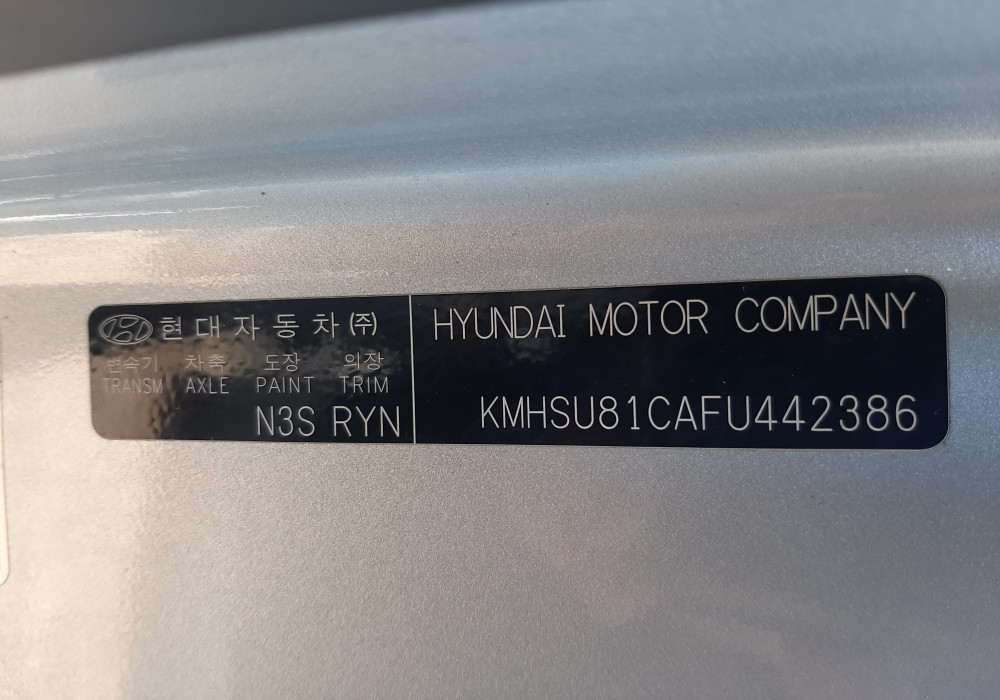 현대자동차(주)
변속기 차축 도장 의장
TRANSM AXLE PAINT TRIM
N3S RYN
HYUNDAI MOTOR COMPANY
KMHSU81CAFU442386